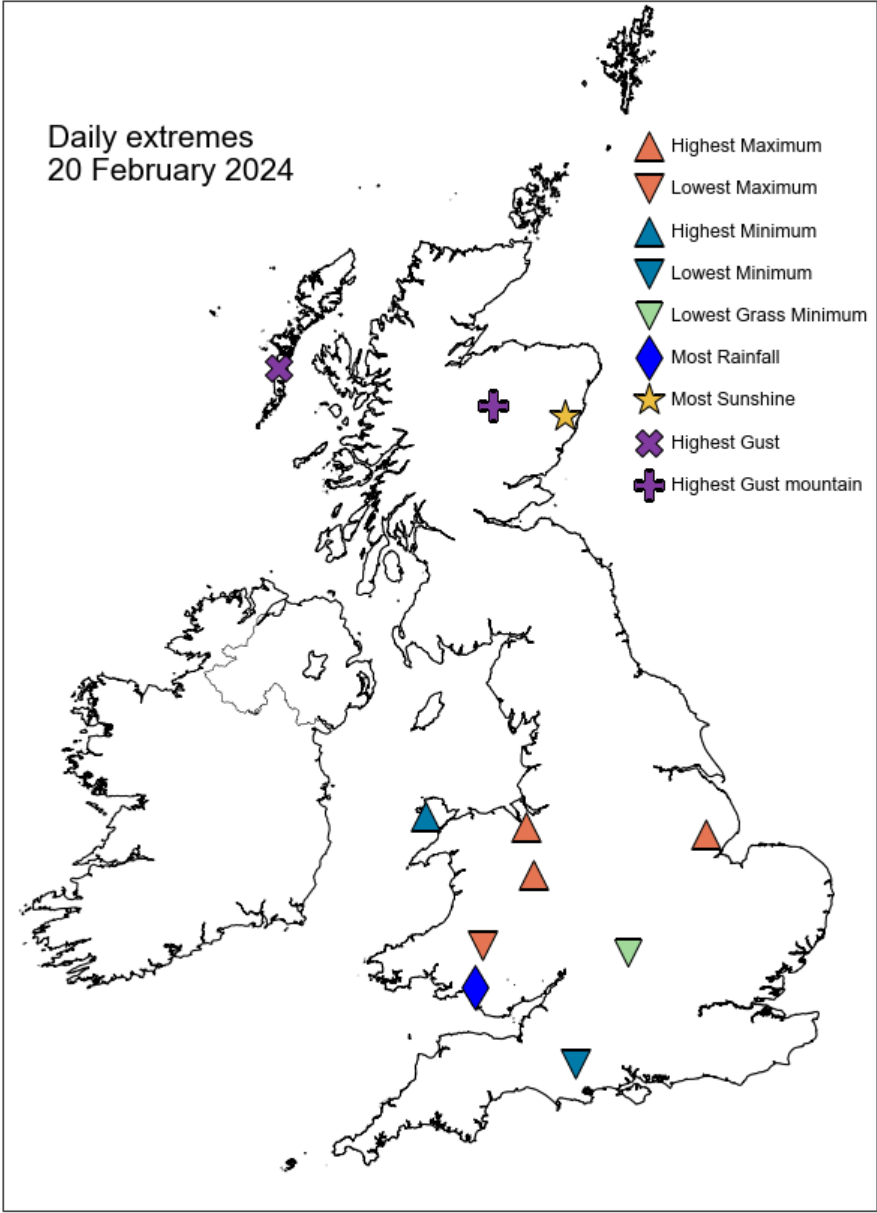 Daily extremes
20 February 2024
Highest Maximum
Lowest Maximum
Highest Minimum
Lowest Minimum
Lowest Grass Minimum
Most Rainfall
Most Sunshine
Highest Gust
Highest Gust mountain